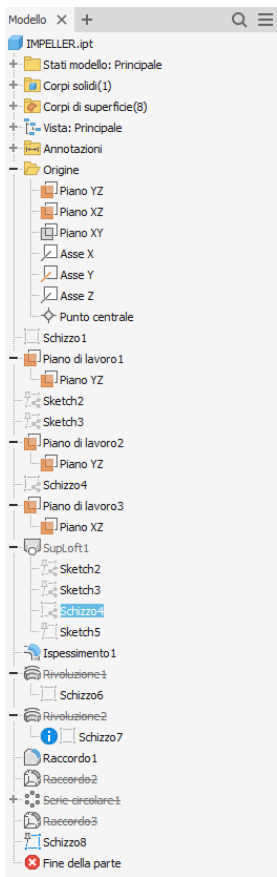 Modello
IMPELLER.ipt
Stati modello: Principale
Corpi solidi(1)
Corpi di superficie(8)
Vista: Principale
Annotazioni
Origine
Piano YZ
Piano XZ
Piano XY
Asse X
Asse Y
Asse Z
Punto centrale
Schizzo1
Piano di lavoro1
Piano YZ
Sketch2
Sketch3
Piano di lavoro2
Piano YZ
Schizzo4
Piano di lavoro3
Piano XZ
SupLoft1
Sketch2
Sketch3
Schizzo4
Sketch5
Ispessimento1
Rivoluzione1
Schizzo6
Rivoluzione2
Schizzo7
Raccordo1
Raccordo2
Serie circolare1
Raccordo3
Schizzo8
Fine della parte